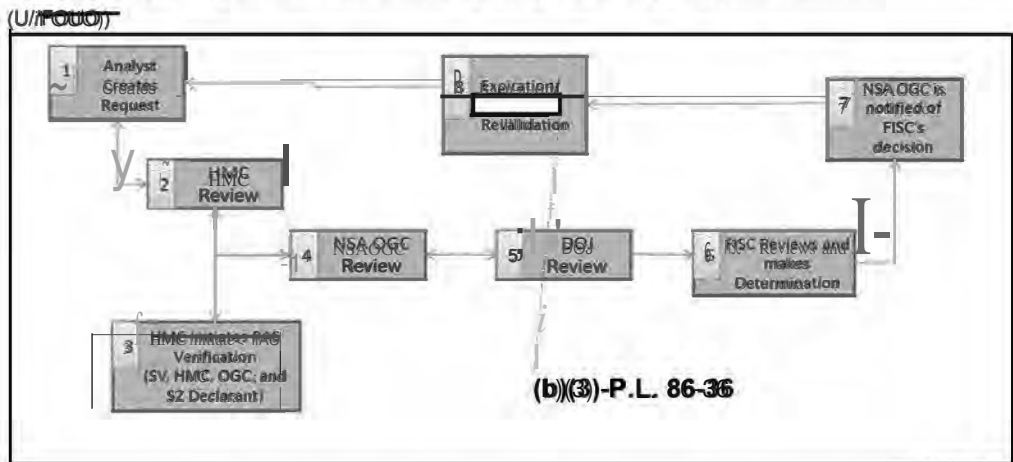 (U//FOUO)
1
Analyst
Creates
Request
8
Expiration/
Revalidation
7
NSA OGC is
notified of
FISC's
decision
2
HMC
Review
4
NSA OGC
Review
5
DOJ
Review
6
FISC Reviews and
makes
Determination
3
HMC Initiates
Verification
(SV, HMC, OGC, and
S2 Declarant)
(b)(3)-P.L. 86-36